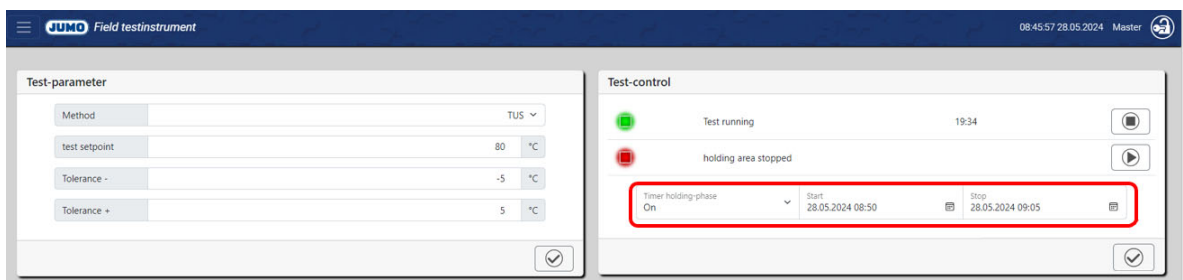 JUMO Field testinstrument 08:45:57 28.05.2024 Master
Test-parameter
Method TUS
test setpoint 80 °C
Tolerance - -5 °C
Tolerance + 5 °C
Test-control
Test running 19:34
holding area stopped
Timer holding-phase Start Stop
On 28.05.2024 08:50 28.05.2024 09:05